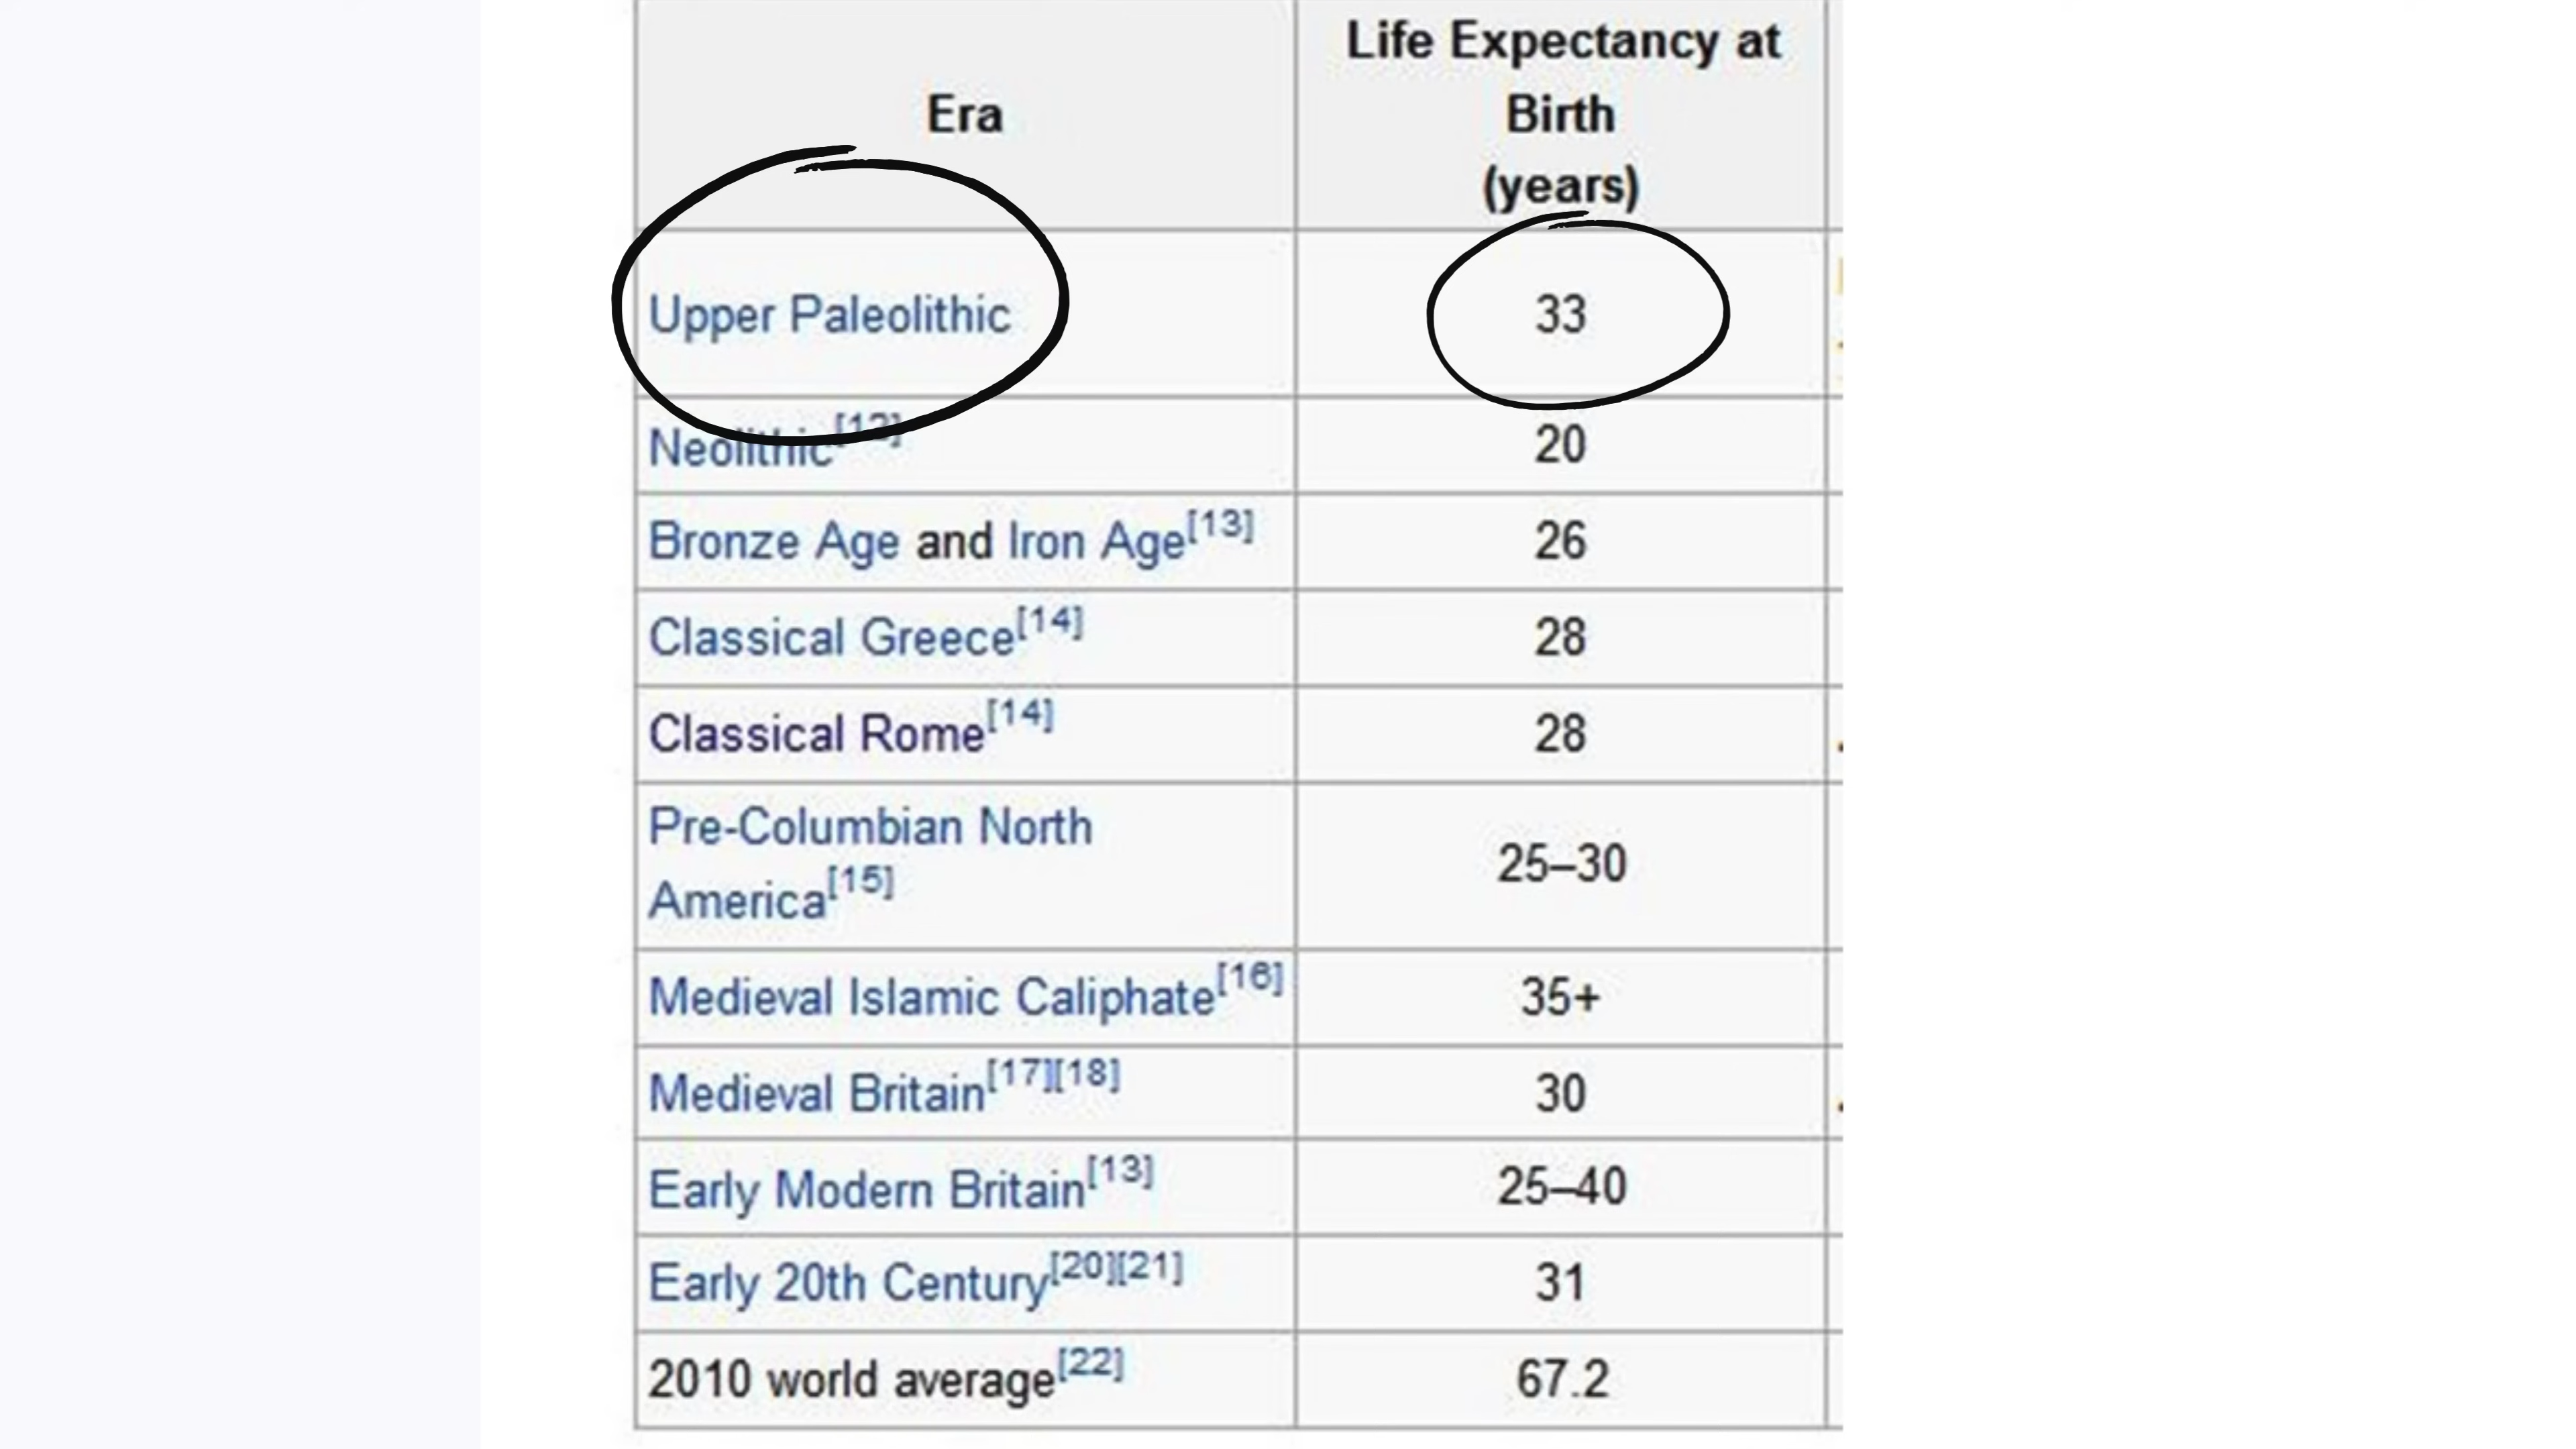 Era
Life Expectancy at
Birth
(years)
Upper Paleolithic
33
Neolithic[12]
20
Bronze Age and Iron Age[13]
26
Classical Greece[14]
28
Classical Rome[14]
28
Pre-Columbian North
America[15]
25–30
Medieval Islamic Caliphate[16]
35+
Medieval Britain[17][18]
30
Early Modern Britain[13]
25–40
Early 20th Century[20][21]
31
2010 world average[22]
67.2